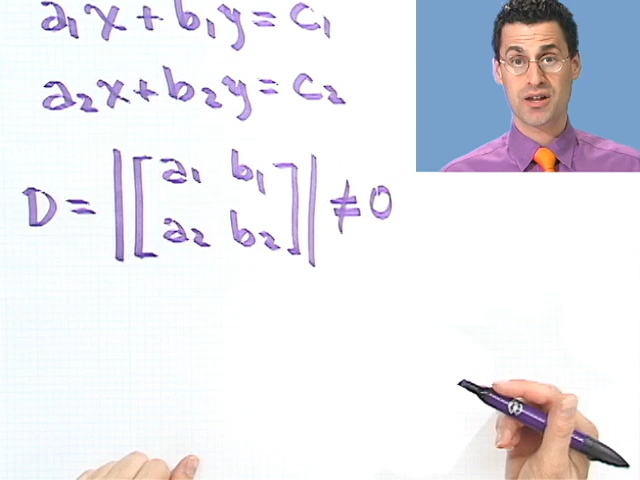 a₁x + b₁y = c₁
a₂x + b₂y = c₂
D = |[a₁ b₁
a₂ b₂]| ≠ 0